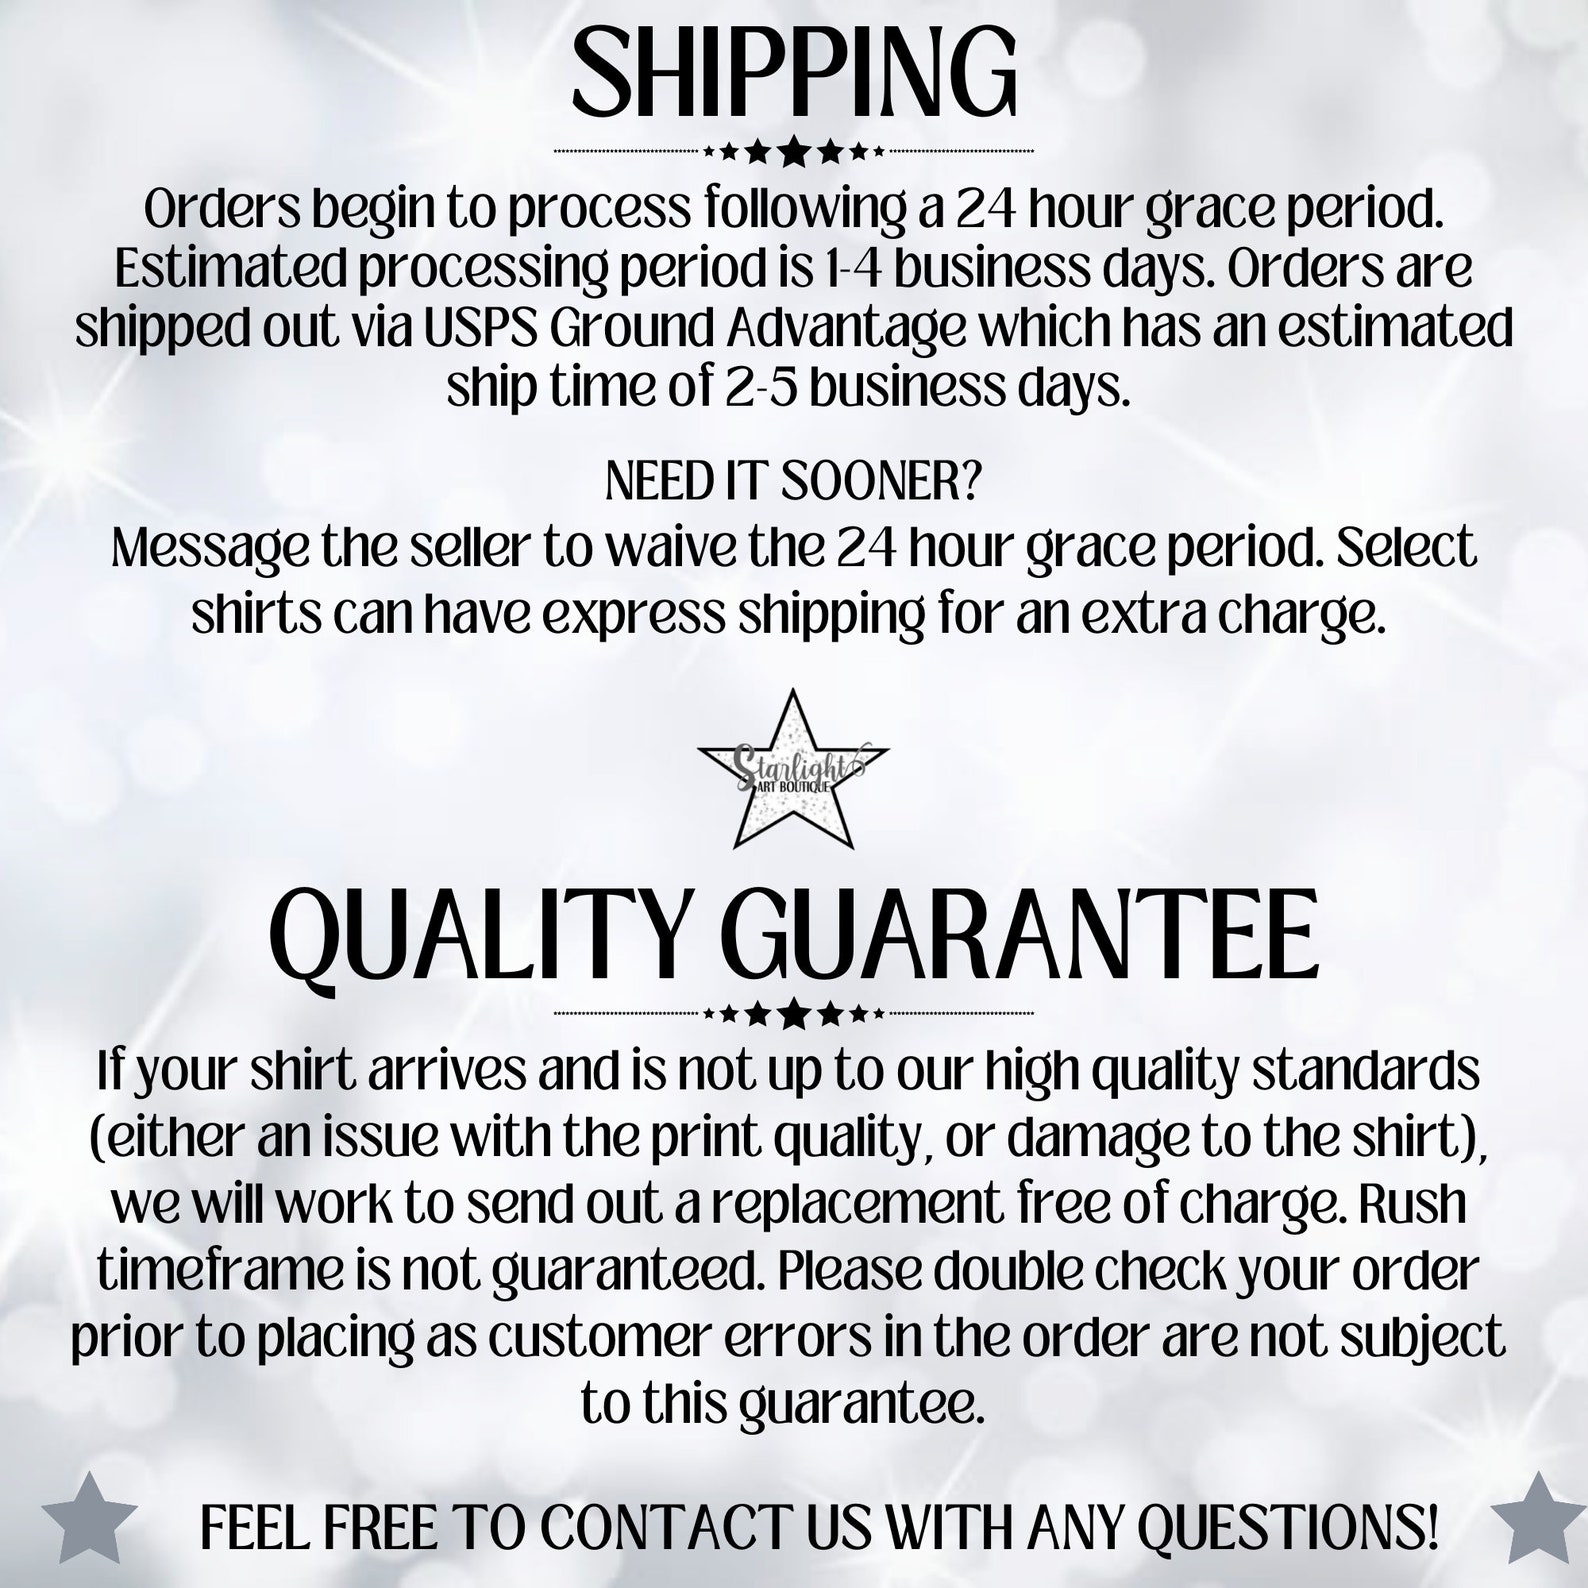 SHIPPING
Orders begin to process following a 24 hour grace period.
Estimated processing period is 1-4 business days. Orders are
shipped out via USPS Ground Advantage which has an estimated
ship time of 2-5 business days.
NEED IT SOONER?
Message the seller to waive the 24 hour grace period. Select
shirts can have express shipping for an extra charge.
Starlight
ART BOUTIQUE
QUALITY GUARANTEE
If your shirt arrives and is not up to our high quality standards
(either an issue with the print quality, or damage to the shirt),
we will work to send out a replacement free of charge. Rush
timeframe is not guaranteed. Please double check your order
prior to placing as customer errors in the order are not subject
to this guarantee.
FEEL FREE TO CONTACT US WITH ANY QUESTIONS!